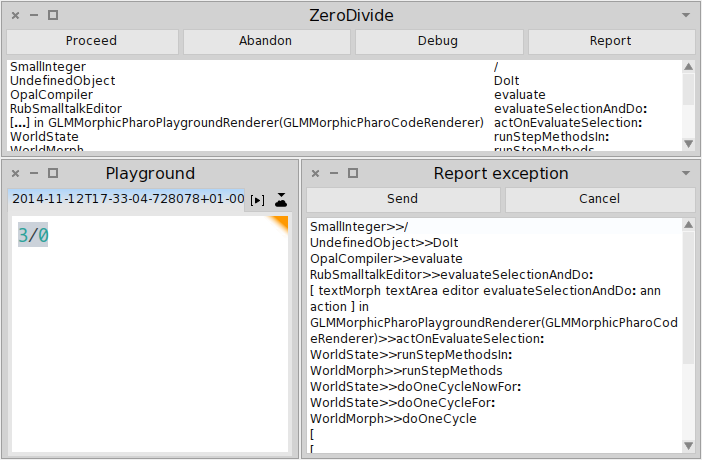 ZeroDivide
Proceed Abandon Debug Report
SmallInteger /
UndefinedObject DoIt
OpalCompiler evaluate
RubSmalltalkEditor evaluateSelectionAndDo:
[...] in GLMMorphicPharoPlaygroundRenderer(GLMMorphicPharoCodeRenderer) actOnEvaluateSelection:
WorldState runStepMethodsIn:
WorldMorph runStepMethods
Playground
2014-11-12T17-33-04-728078+01-00
3/0
Report exception
Send Cancel
SmallInteger>>/
UndefinedObject>>DoIt
OpalCompiler>>evaluate
RubSmalltalkEditor>>evaluateSelectionAndDo:
[ textMorph textArea editor evaluateSelectionAndDo: ann
action ] in
GLMMorphicPharoPlaygroundRenderer(GLMMorphicPharoCod
eRenderer)>>actOnEvaluateSelection:
WorldState>>runStepMethodsIn:
WorldMorph>>runStepMethods
WorldState>>doOneCycleNowFor:
WorldState>>doOneCycleFor:
WorldMorph>>doOneCycle
[
[